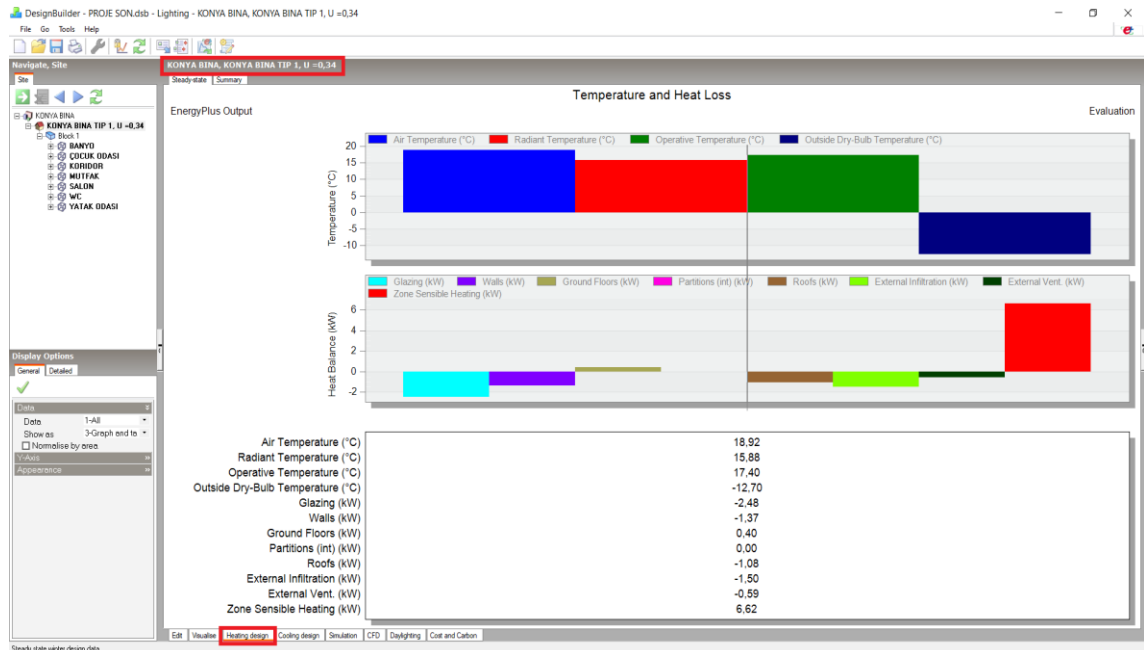 DesignBuilder - PROJE SON.dsb - Lighting - KONYA BINA, KONYA BINA TIP 1, U =0,34
File Go Tools Help
Navigate, Site
Site
KONYA BINA
KONYA BINA TIP 1, U =0,34
Block 1
BANYO
ÇOCUK ODASI
KORIDOR
MUTFAK
SALON
WC
YATAK ODASI
Display Options
General Detailed
Data
Data 1-All
Show as 3-Graph and ta
Normalise by area
Y-Axis
Appearance
KONYA BINA, KONYA BINA TIP 1, U =0,34
Steady-state Summary
Temperature and Heat Loss
EnergyPlus Output Evaluation
Air Temperature (°C) Radiant Temperature (°C) Operative Temperature (°C) Outside Dry-Bulb Temperature (°C)
Temperature (°C)
20
15
10
5
0
-5
-10
Glazing (kW) Walls (kW) Ground Floors (kW) Partitions (int) (kW) Roofs (kW) External Infiltration (kW) External Vent. (kW)
Zone Sensible Heating (kW)
Heat Balance (kW)
6
4
2
0
-2
Air Temperature (°C) 18,92
Radiant Temperature (°C) 15,88
Operative Temperature (°C) 17,40
Outside Dry-Bulb Temperature (°C) -12,70
Glazing (kW) -2,48
Walls (kW) -1,37
Ground Floors (kW) 0,40
Partitions (int) (kW) 0,00
Roofs (kW) -1,08
External Infiltration (kW) -1,50
External Vent. (kW) -0,59
Zone Sensible Heating (kW) 6,62
Edit Visualise Heating design Cooling design Simulation CFD Daylighting Cost and Carbon
Steady state winter design data